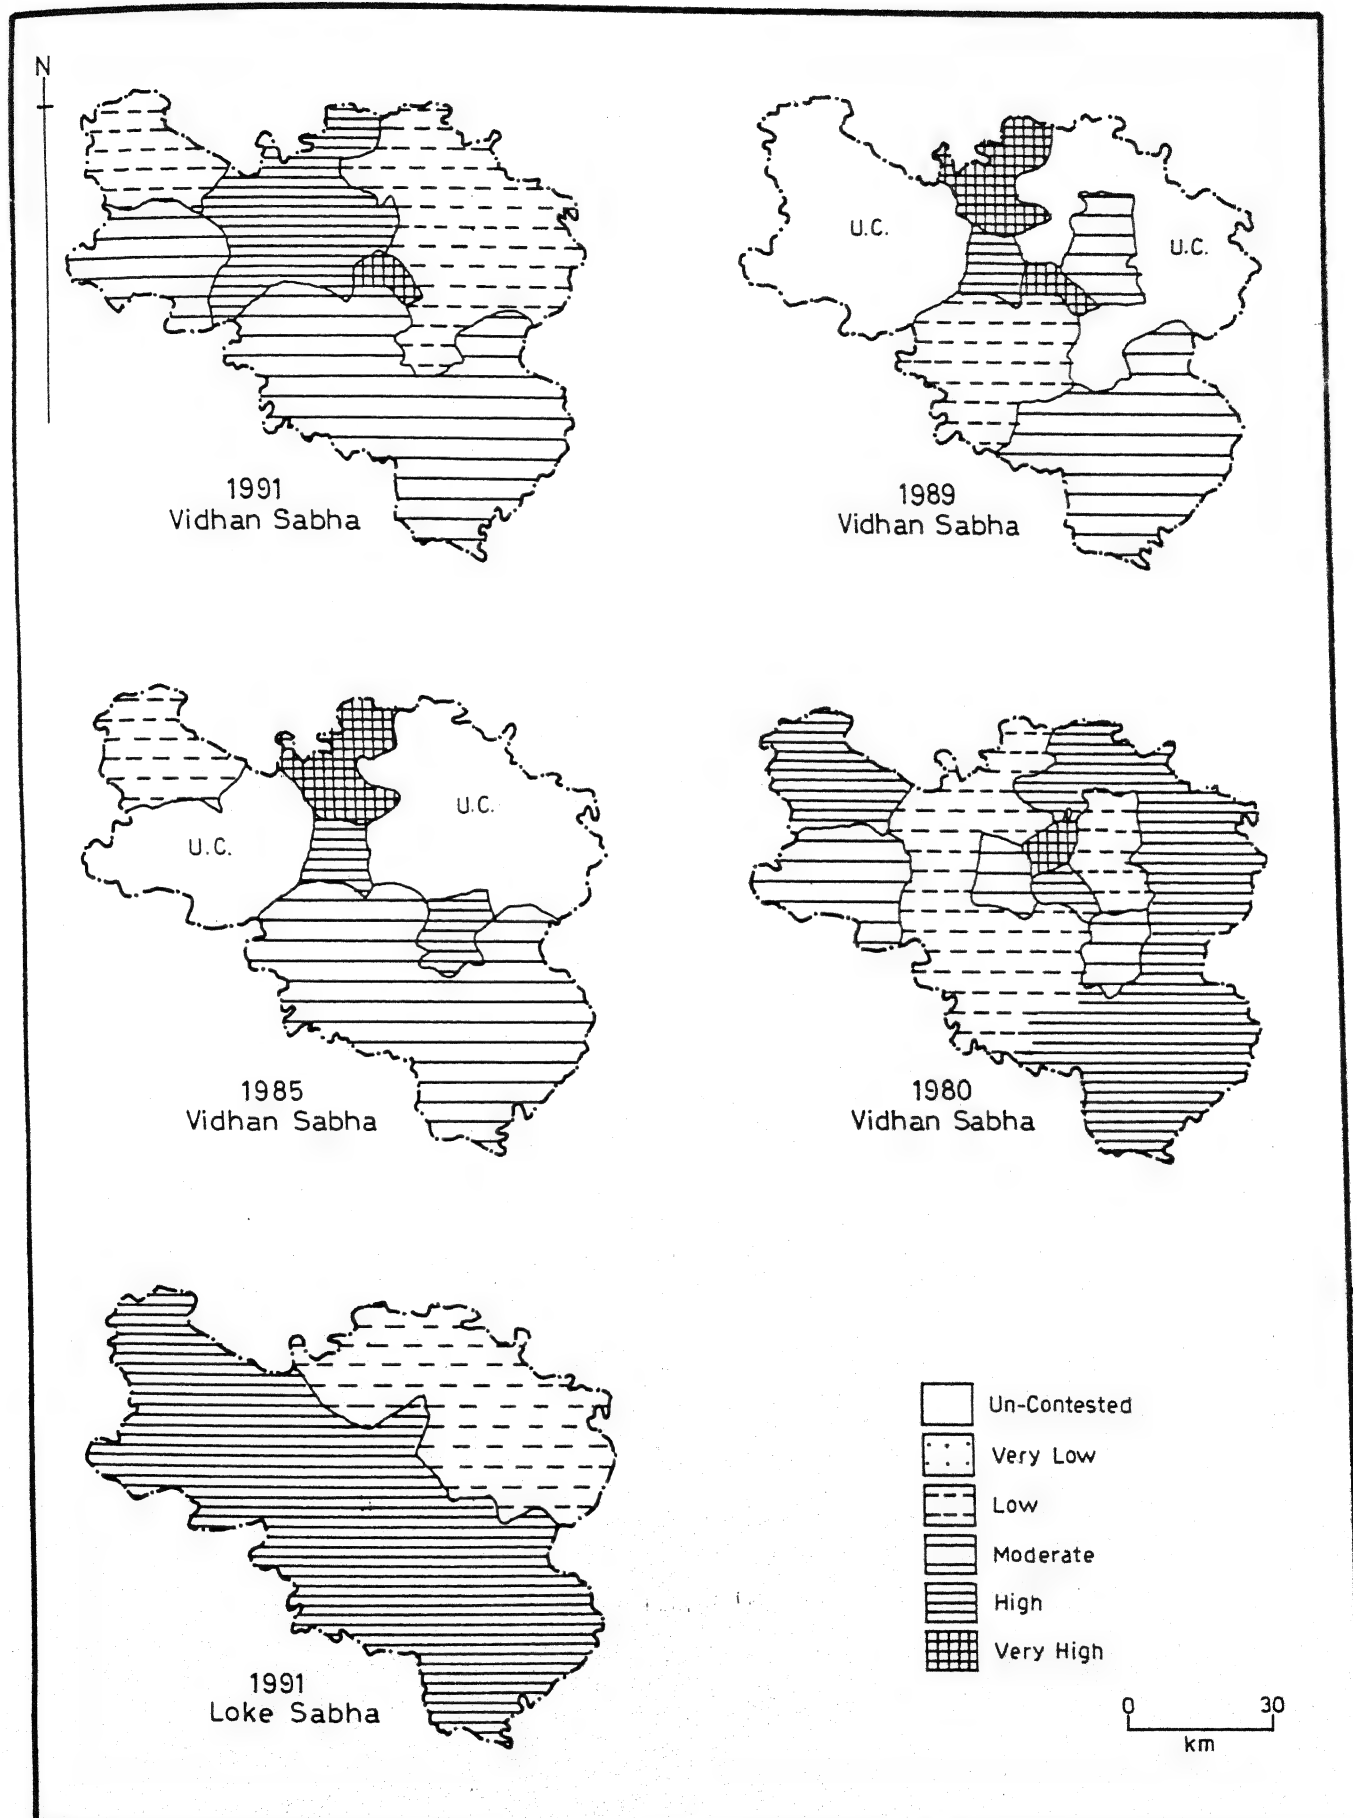 N
U.C.
U.C.
1991
Vidhan Sabha
1989
Vidhan Sabha
U.C.
U.C.
1985
Vidhan Sabha
1980
Vidhan Sabha
1991
Loke Sabha
Un-Contested
Very Low
Low
Moderate
High
Very High
0 30
km